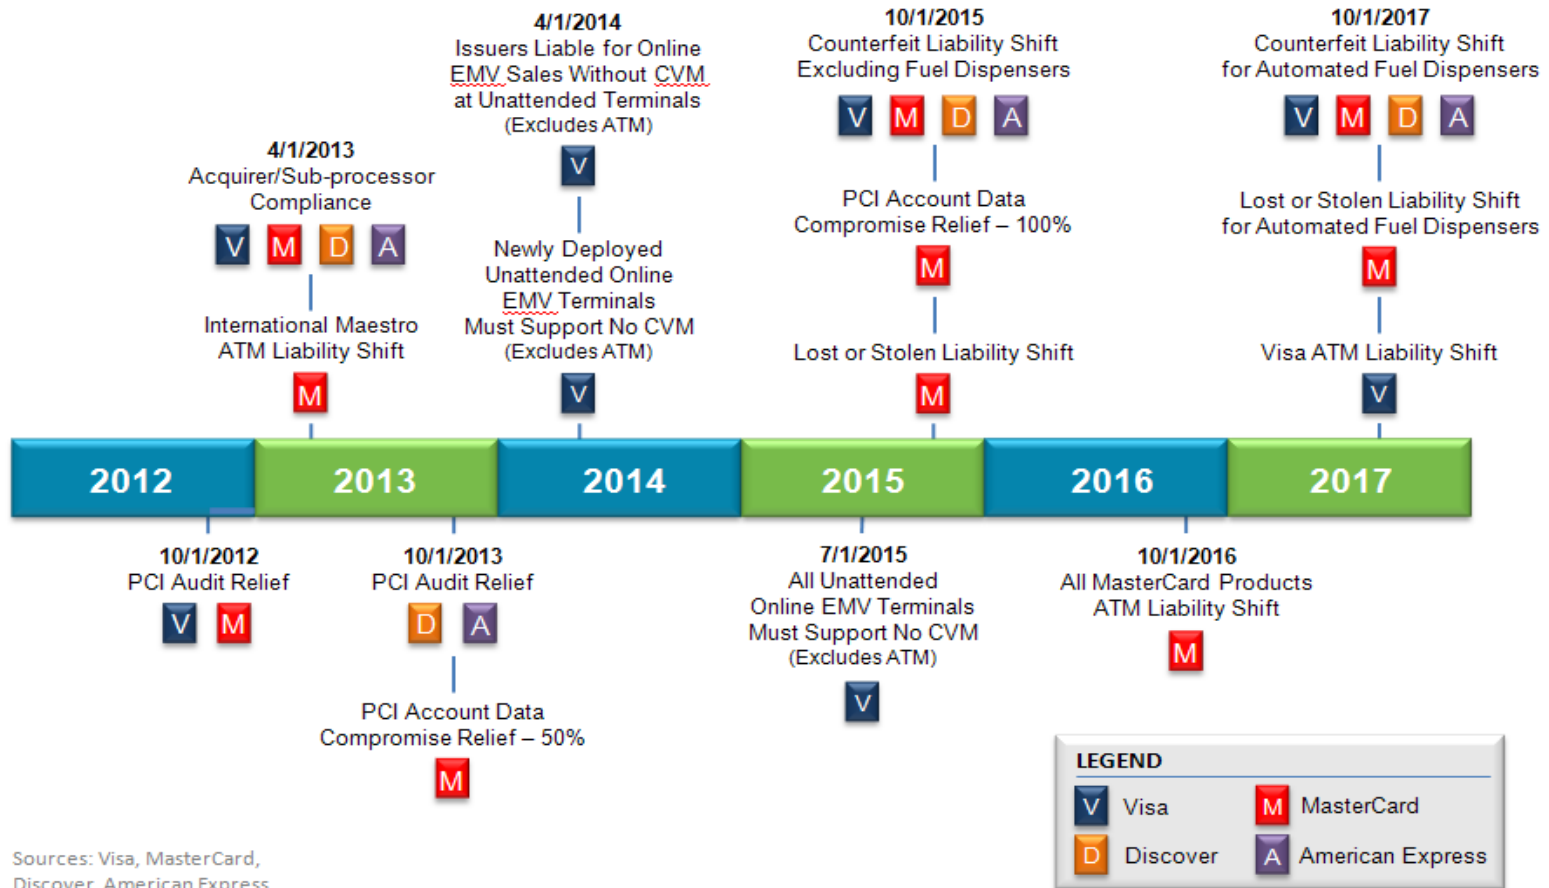 4/1/2013
Acquirer/Sub-processor
Compliance
V M D A
International Maestro
ATM Liability Shift
M
4/1/2014
Issuers Liable for Online
EMV Sales Without CVM
at Unattended Terminals
(Excludes ATM)
V
Newly Deployed
Unattended Online
EMV Terminals
Must Support No CVM
(Excludes ATM)
V
10/1/2015
Counterfeit Liability Shift
Excluding Fuel Dispensers
V M D A
PCI Account Data
Compromise Relief – 100%
M
Lost or Stolen Liability Shift
M
10/1/2017
Counterfeit Liability Shift
for Automated Fuel Dispensers
V M D A
Lost or Stolen Liability Shift
for Automated Fuel Dispensers
M
Visa ATM Liability Shift
V
2012 2013 2014 2015 2016 2017
10/1/2012
PCI Audit Relief
V M
10/1/2013
PCI Audit Relief
D A
PCI Account Data
Compromise Relief – 50%
M
7/1/2015
All Unattended
Online EMV Terminals
Must Support No CVM
(Excludes ATM)
V
10/1/2016
All MasterCard Products
ATM Liability Shift
M
LEGEND
V Visa M MasterCard
D Discover A American Express
Sources: Visa, MasterCard,
Discover, American Express